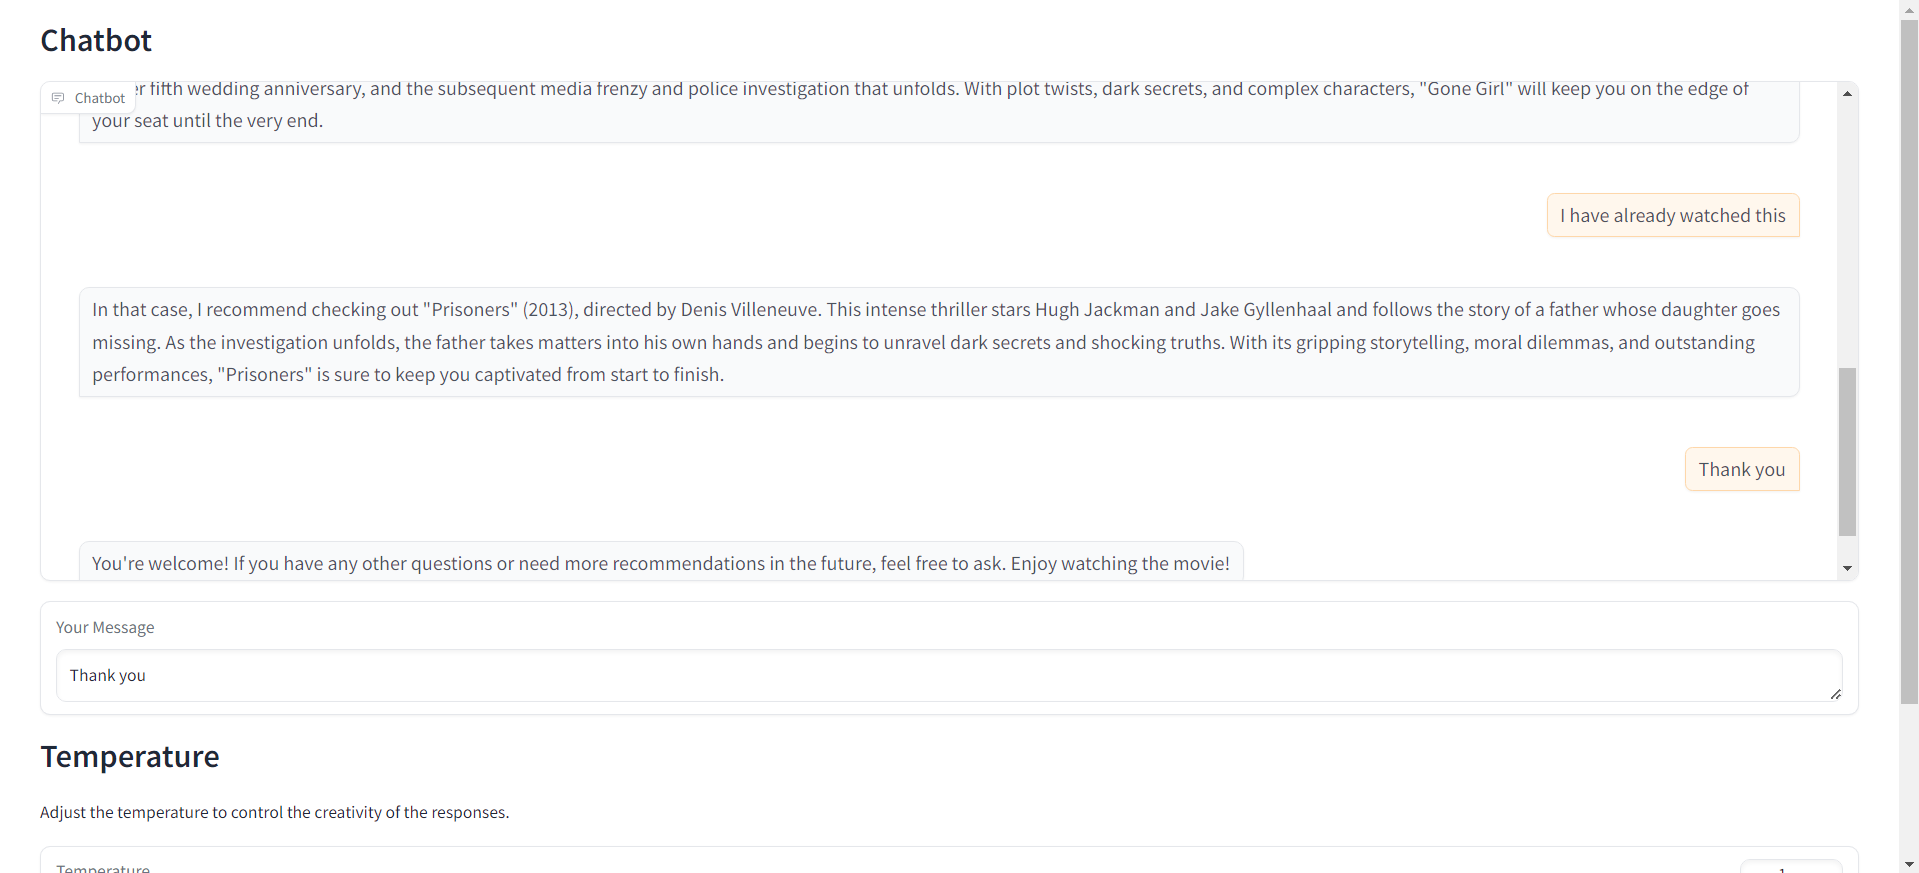 Chatbot
Chatbot
er fifth wedding anniversary, and the subsequent media frenzy and police investigation that unfolds. With plot twists, dark secrets, and complex characters, "Gone Girl" will keep you on the edge of
your seat until the very end.
I have already watched this
In that case, I recommend checking out "Prisoners" (2013), directed by Denis Villeneuve. This intense thriller stars Hugh Jackman and Jake Gyllenhaal and follows the story of a father whose daughter goes
missing. As the investigation unfolds, the father takes matters into his own hands and begins to unravel dark secrets and shocking truths. With its gripping storytelling, moral dilemmas, and outstanding
performances, "Prisoners" is sure to keep you captivated from start to finish.
Thank you
You're welcome! If you have any other questions or need more recommendations in the future, feel free to ask. Enjoy watching the movie!
Your Message
Thank you
Temperature
Adjust the temperature to control the creativity of the responses.
Temperature